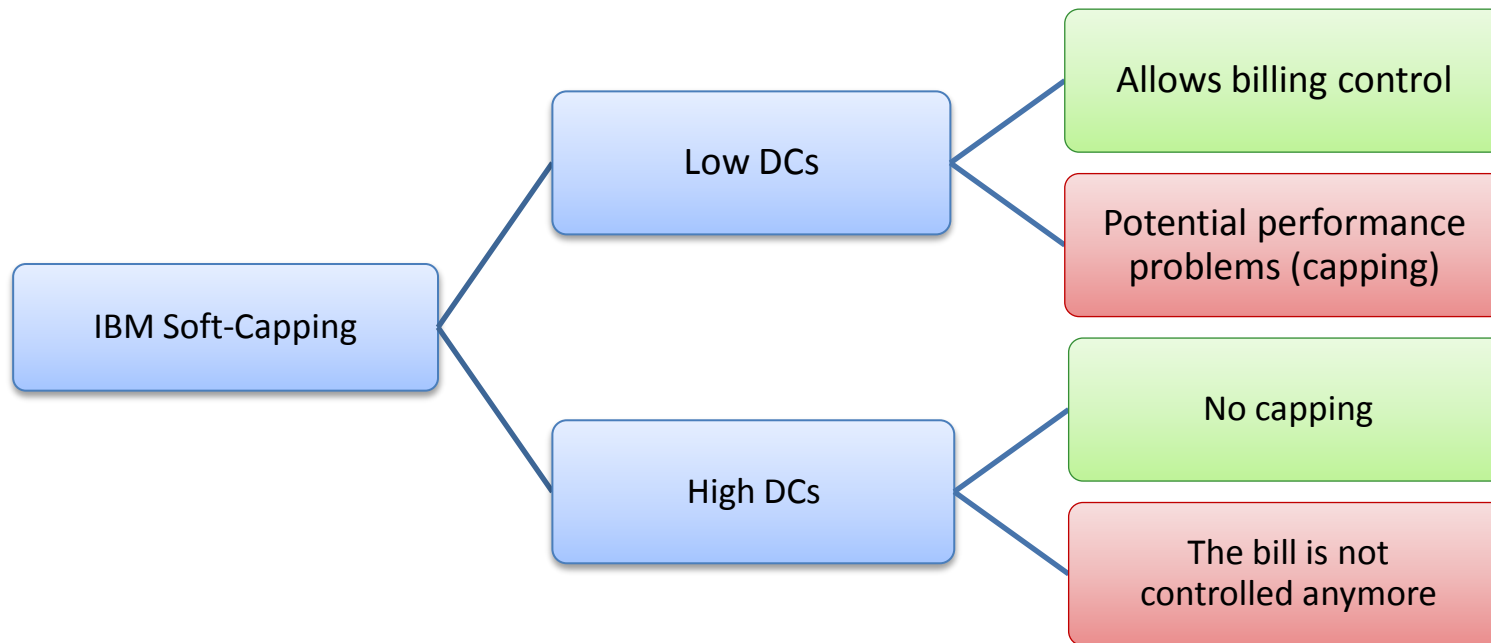 IBM Soft-Capping
Low DCs
Allows billing control
Potential performance
problems (capping)
High DCs
No capping
The bill is not
controlled anymore